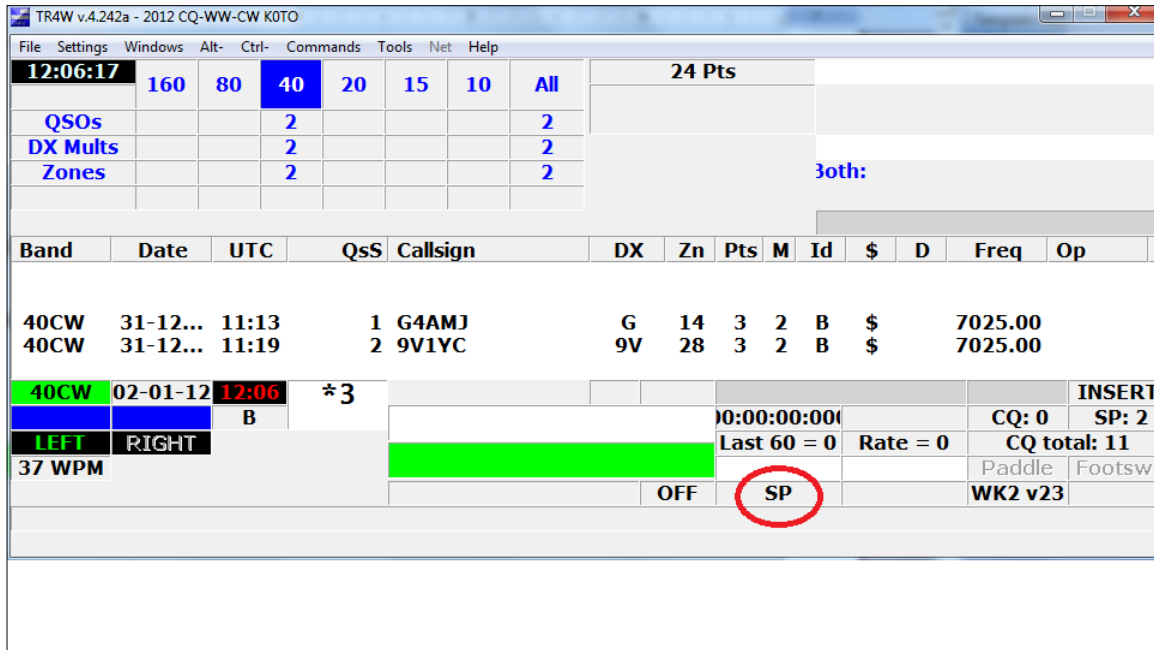 TR4W v.4.242a - 2012 CQ-WW-CW K0TO
File Settings Windows Alt- Ctrl- Commands Tools Net Help
12:06:17 160 80 40 20 15 10 All 24 Pts
QSOs 2 2
DX Mults 2 2
Zones 2 2 Both:
Band Date UTC QsS Callsign DX Zn Pts M Id $ D Freq Op
40CW 31-12... 11:13 1 G4AMJ G 14 3 2 B $ 7025.00
40CW 31-12... 11:19 2 9V1YC 9V 28 3 2 B $ 7025.00
40CW 02-01-12 12:06 *3 INSERT
B 00:00:00:000 CQ: 0 SP: 2
LEFT RIGHT Last 60 = 0 Rate = 0 CQ total: 11
37 WPM Paddle Footsw
OFF SP WK2 v23